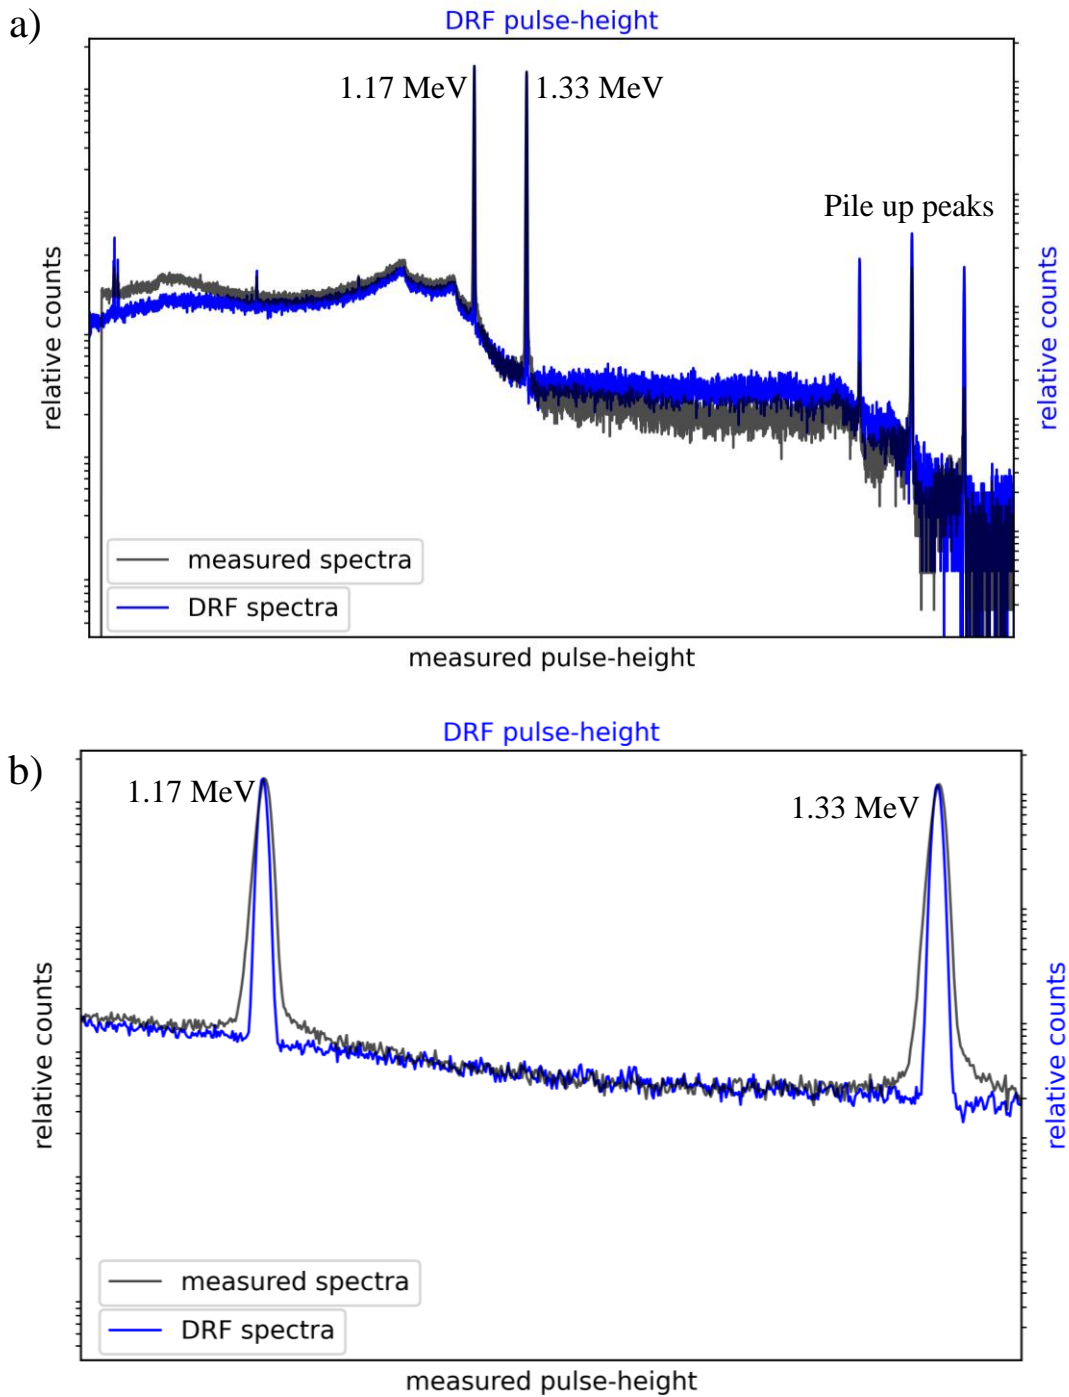 a)
DRF pulse-height
1.17 MeV
1.33 MeV
Pile up peaks
relative counts
relative counts
measured spectra
DRF spectra
measured pulse-height
b)
DRF pulse-height
1.17 MeV
1.33 MeV
relative counts
relative counts
measured spectra
DRF spectra
measured pulse-height